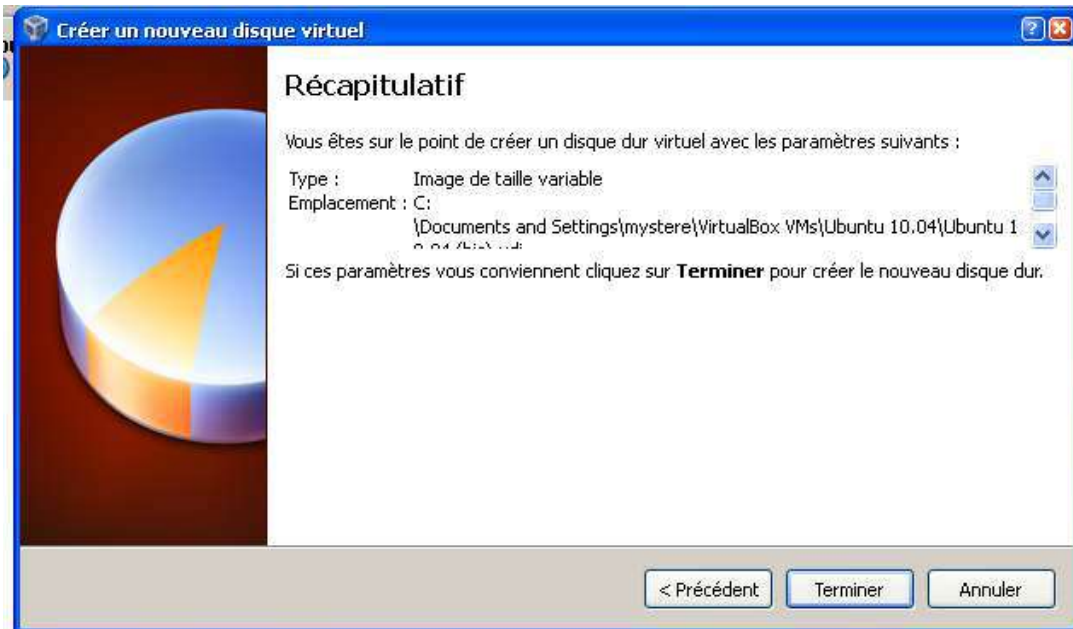 Créer un nouveau disque virtuel
Récapitulatif
Vous êtes sur le point de créer un disque dur virtuel avec les paramètres suivants :
Type : Image de taille variable
Emplacement : C:
\Documents and Settings\mystere\VirtualBox VMs\Ubuntu 10.04\Ubuntu 1
Si ces paramètres vous conviennent cliquez sur Terminer pour créer le nouveau disque dur.
< Précédent Terminer Annuler